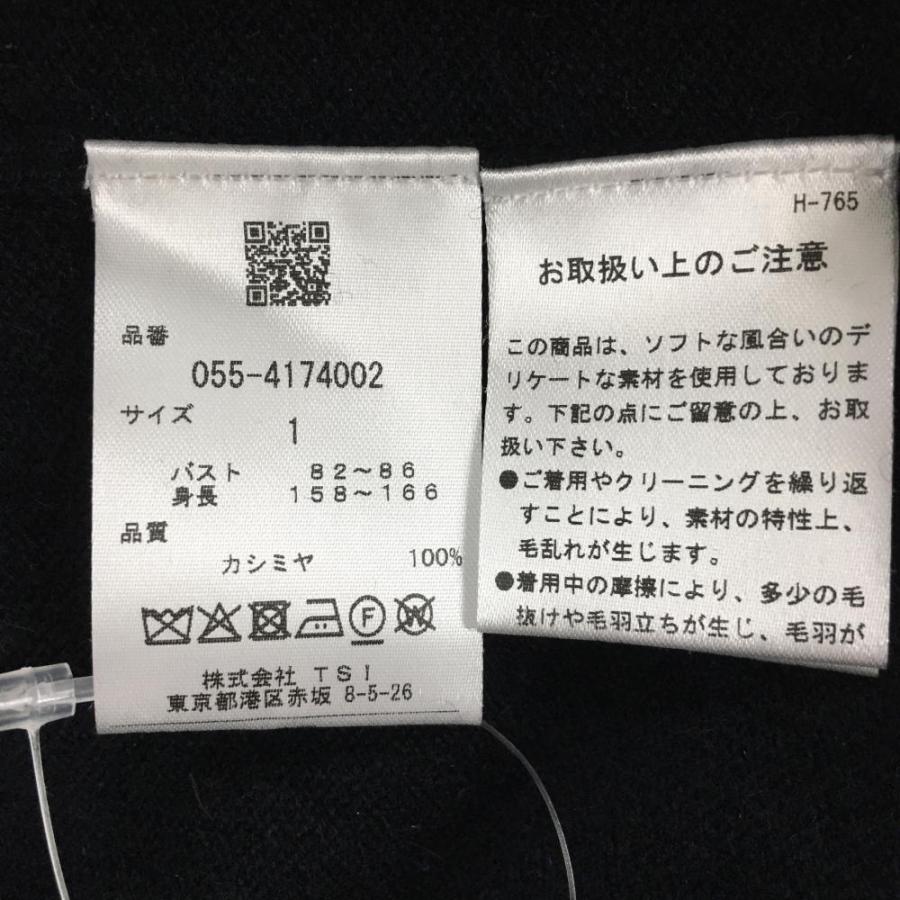 品番
055-4174002
サイズ
1
バスト 82～86
身長 158～166
品質
カシミヤ 100%
F
W
株式会社 TSI
東京都港区赤坂 8-5-26
H-765
お取扱い上のご注意
この商品は、ソフトな風合いのデ
リケートな素材を使用しておりま
す。下記の点にご留意の上、お取
扱い下さい。
●ご着用やクリーニングを繰り返
すことにより、素材の特性上、
毛乱れが生じます。
●着用中の摩擦により、多少の毛
抜けや毛羽立ちが生じ、毛羽が